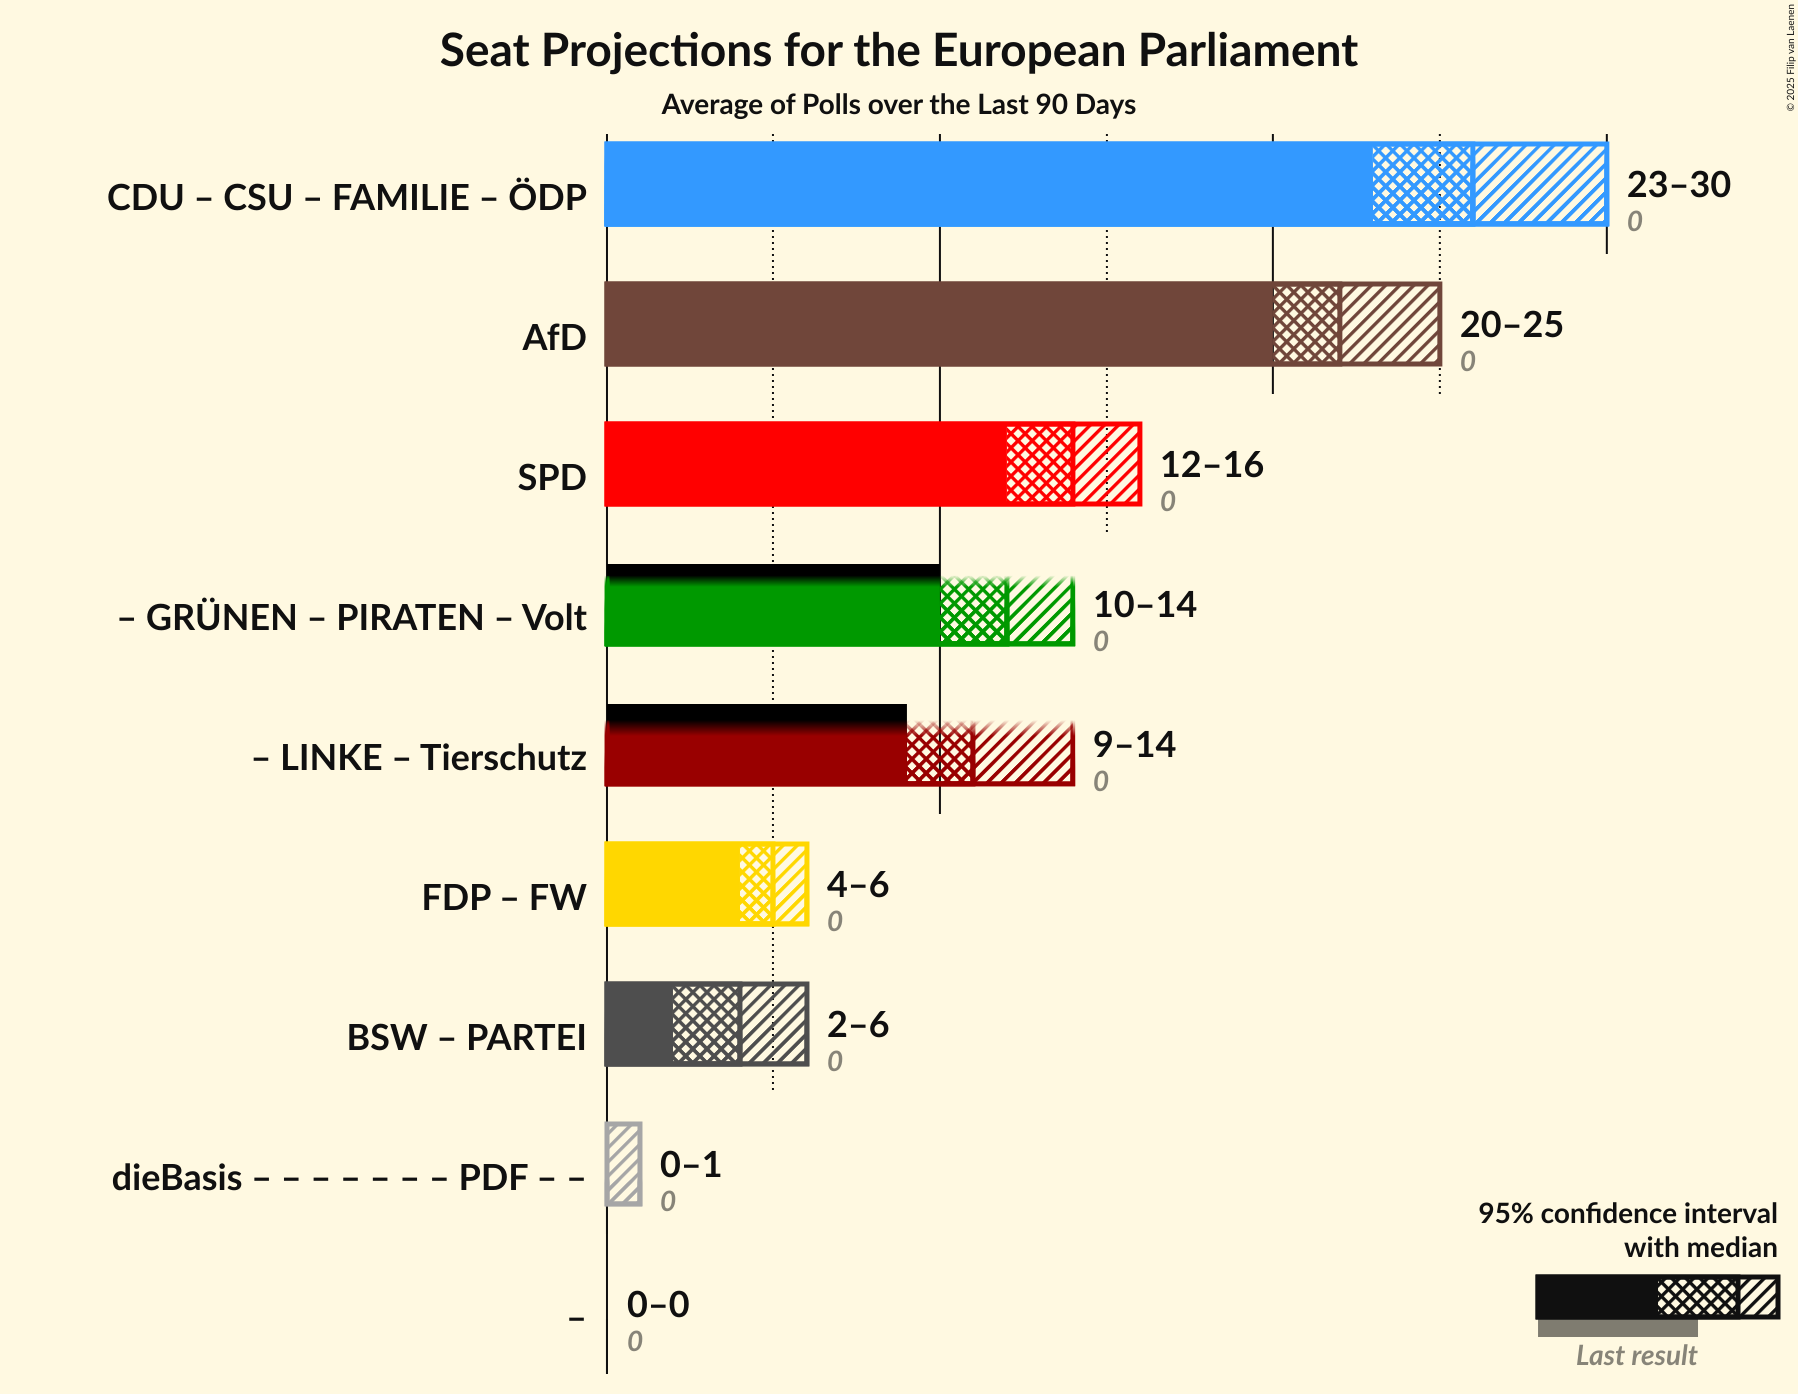 © 2025 Filip van Laenen
Seat Projections for the European Parliament
Average of Polls over the Last 90 Days
CDU – CSU – FAMILIE – ÖDP
23–30
0
AfD
20–25
0
SPD
12–16
0
– GRÜNEN – PIRATEN – Volt
10–14
0
– LINKE – Tierschutz
9–14
0
FDP – FW
4–6
0
BSW – PARTEI
2–6
0
dieBasis – – – – – – – PDF – –
0–1
0
–
0–0
0
95% confidence interval
with median
Last result